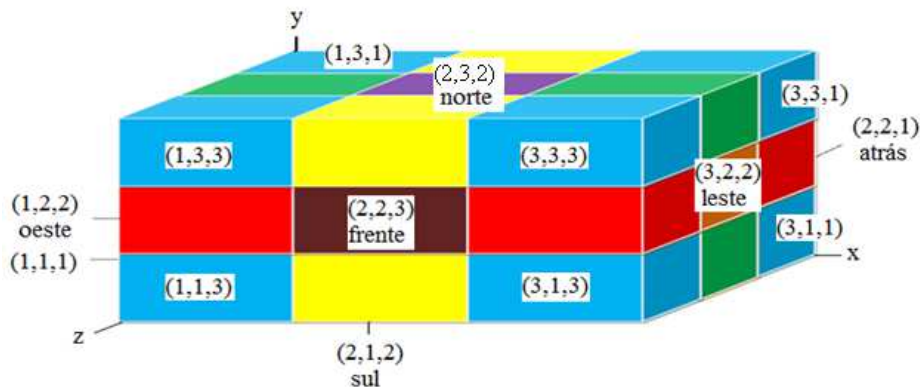 y
(1,3,1)
(2,3,2)
norte
(3,3,1)
(2,2,1)
atrás
(1,3,3)
(3,3,3)
(3,2,2)
leste
(1,2,2)
oeste
(2,2,3)
frente
(3,1,1)
x
(1,1,1)
(1,1,3)
(3,1,3)
z
(2,1,2)
sul